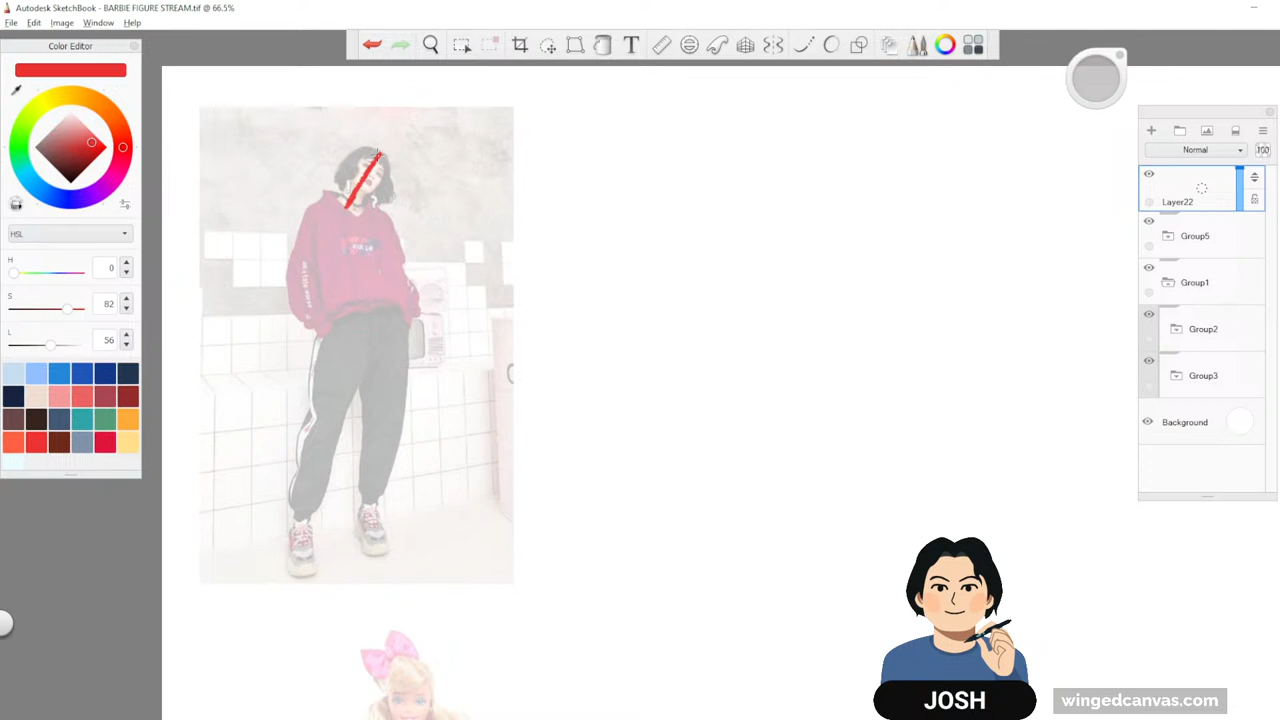 Autodesk SketchBook - BARBIE FIGURE STREAM.tif @ 66.5%
File Edit Image Window Help
Color Editor
HSL
H 0
S 82
L 56
T
Normal 100
Layer22
Group5
Group1
Group2
Group3
Background
JOSH
wingedcanvas.com